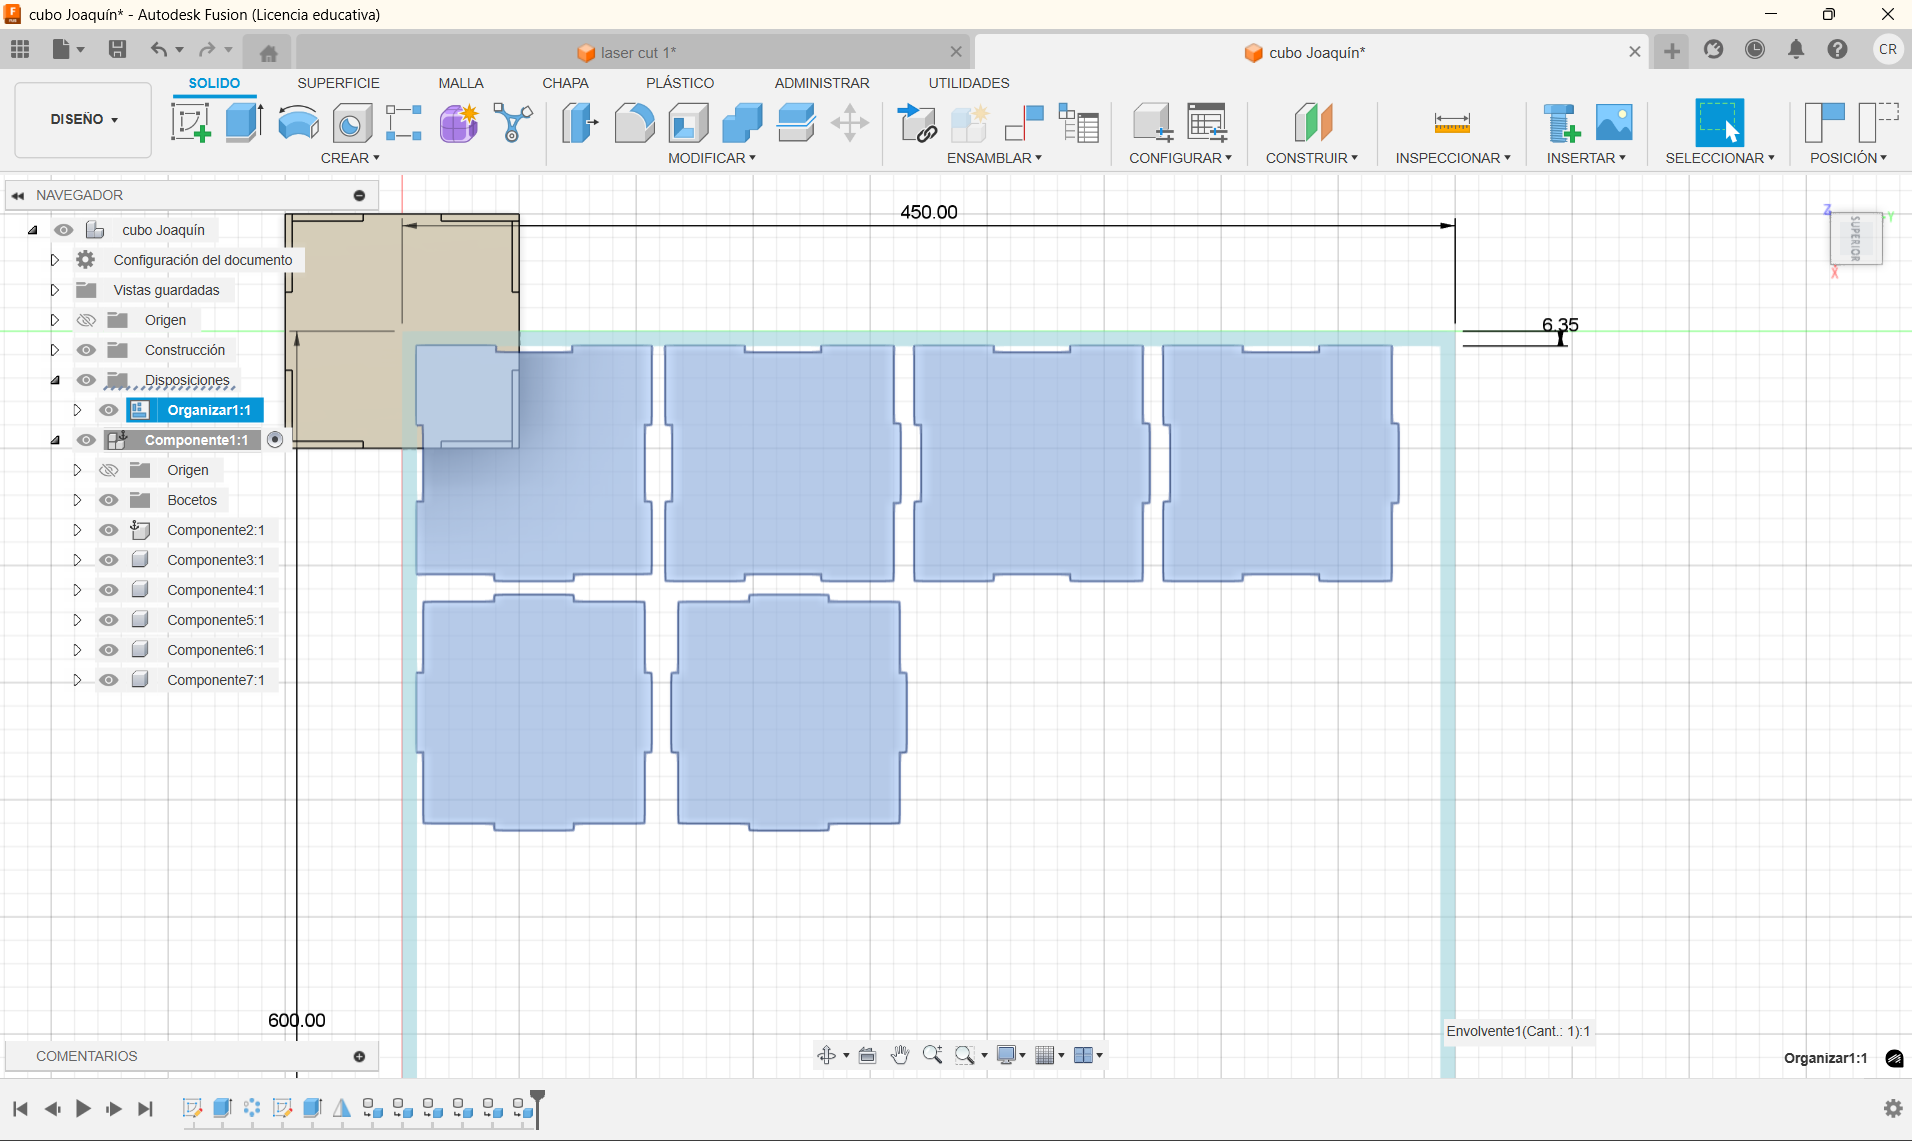 cubo Joaquín* - Autodesk Fusion (Licencia educativa)
laser cut 1*
cubo Joaquín*
CR
DISEÑO
SOLIDO
SUPERFICIE
MALLA
CHAPA
PLÁSTICO
ADMINISTRAR
UTILIDADES
CREAR
MODIFICAR
ENSAMBLAR
CONFIGURAR
CONSTRUIR
INSPECCIONAR
INSERTAR
SELECCIONAR
POSICIÓN
NAVEGADOR
cubo Joaquín
Configuración del documento
Vistas guardadas
Origen
Construcción
Disposiciones
Organizar1:1
Componente1:1
Origen
Bocetos
Componente2:1
Componente3:1
Componente4:1
Componente5:1
Componente6:1
Componente7:1
450.00
6.35
600.00
Z
Y
SUPERIOR
X
Envolvente1(Cant.: 1):1
COMENTARIOS
Organizar1:1